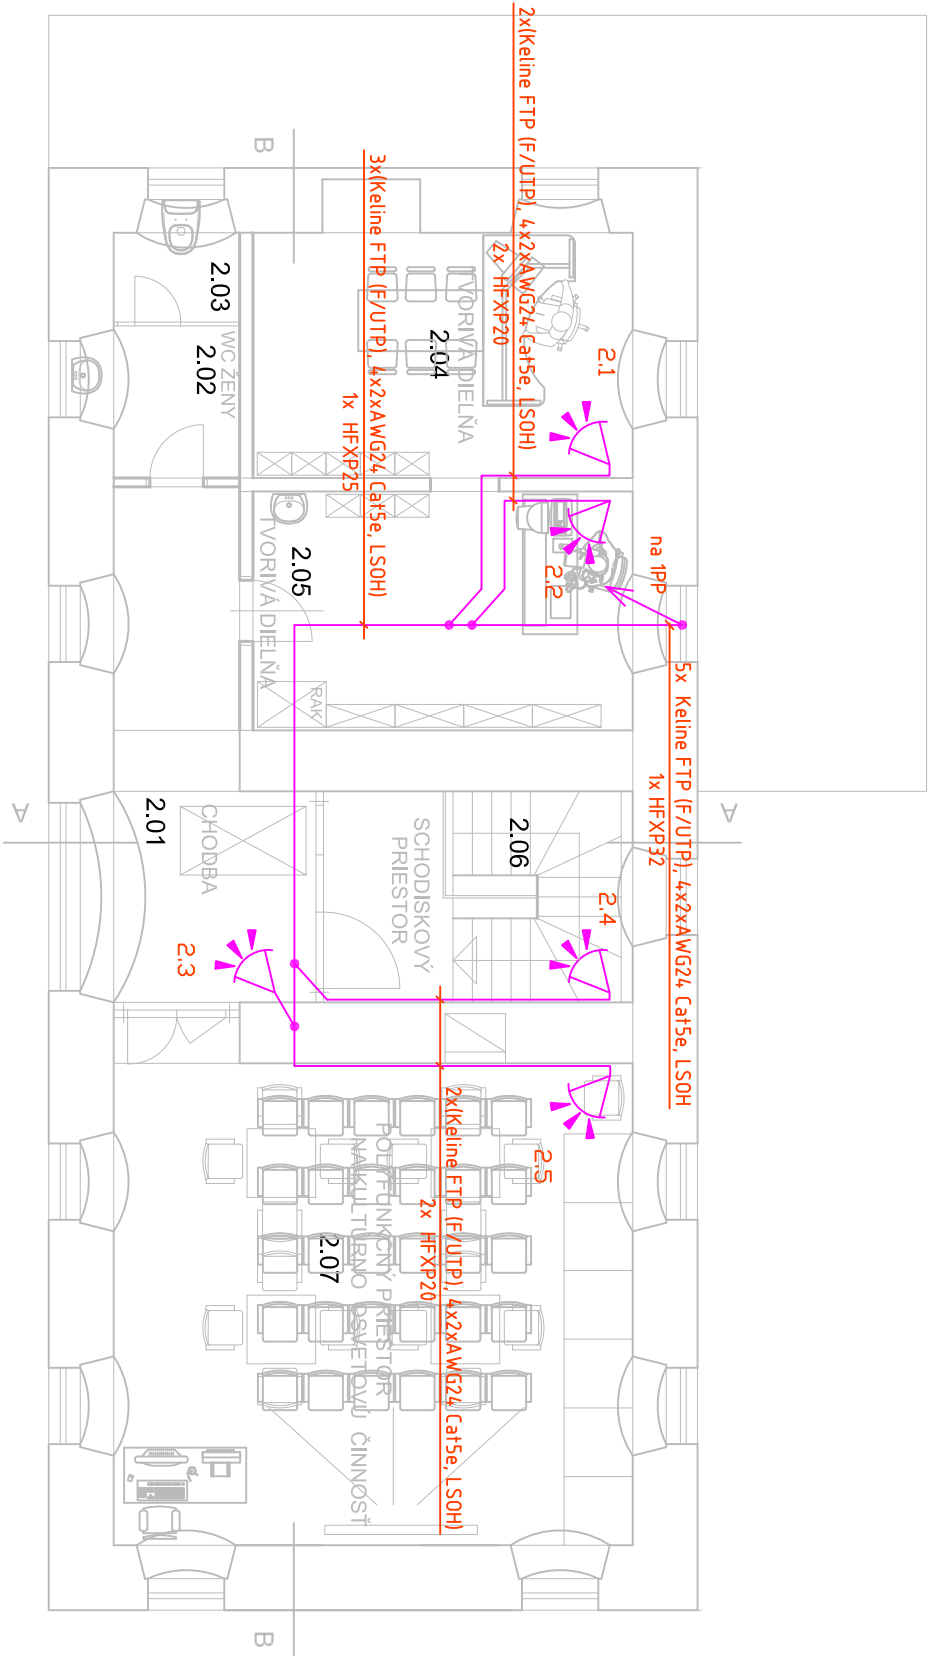 2x(Keline FTP (F/UTP), 4x2xAWG24 Cat5e, LSOH)
2x HFXP20
3x(Keline FTP (F/UTP), 4x2xAWG24 Cat5e, LSOH)
1x HFXP25
5x Keline FTP (F/UTP), 4x2xAWG24 Cat5e, LSOH
1x HFXP32
2x(Keline FTP (F/UTP), 4x2xAWG24 Cat5e, LSOH)
2x HFXP20
na 1PP
2.1
2.2
2.3
2.4
2.5
B
B
A
A
2.03
WC ŽENY
2.02
TVORIVÁ DIELŇA
2.04
2.05
TVORIVÁ DIELŇA
RAK
2.01
CHODBA
2.06
SCHODISKOVÝ
PRIESTOR
POLYFUNKČNÝ PRIESTOR
NA KULTÚRNO OSVETOVÚ ČINNOSŤ
2.07